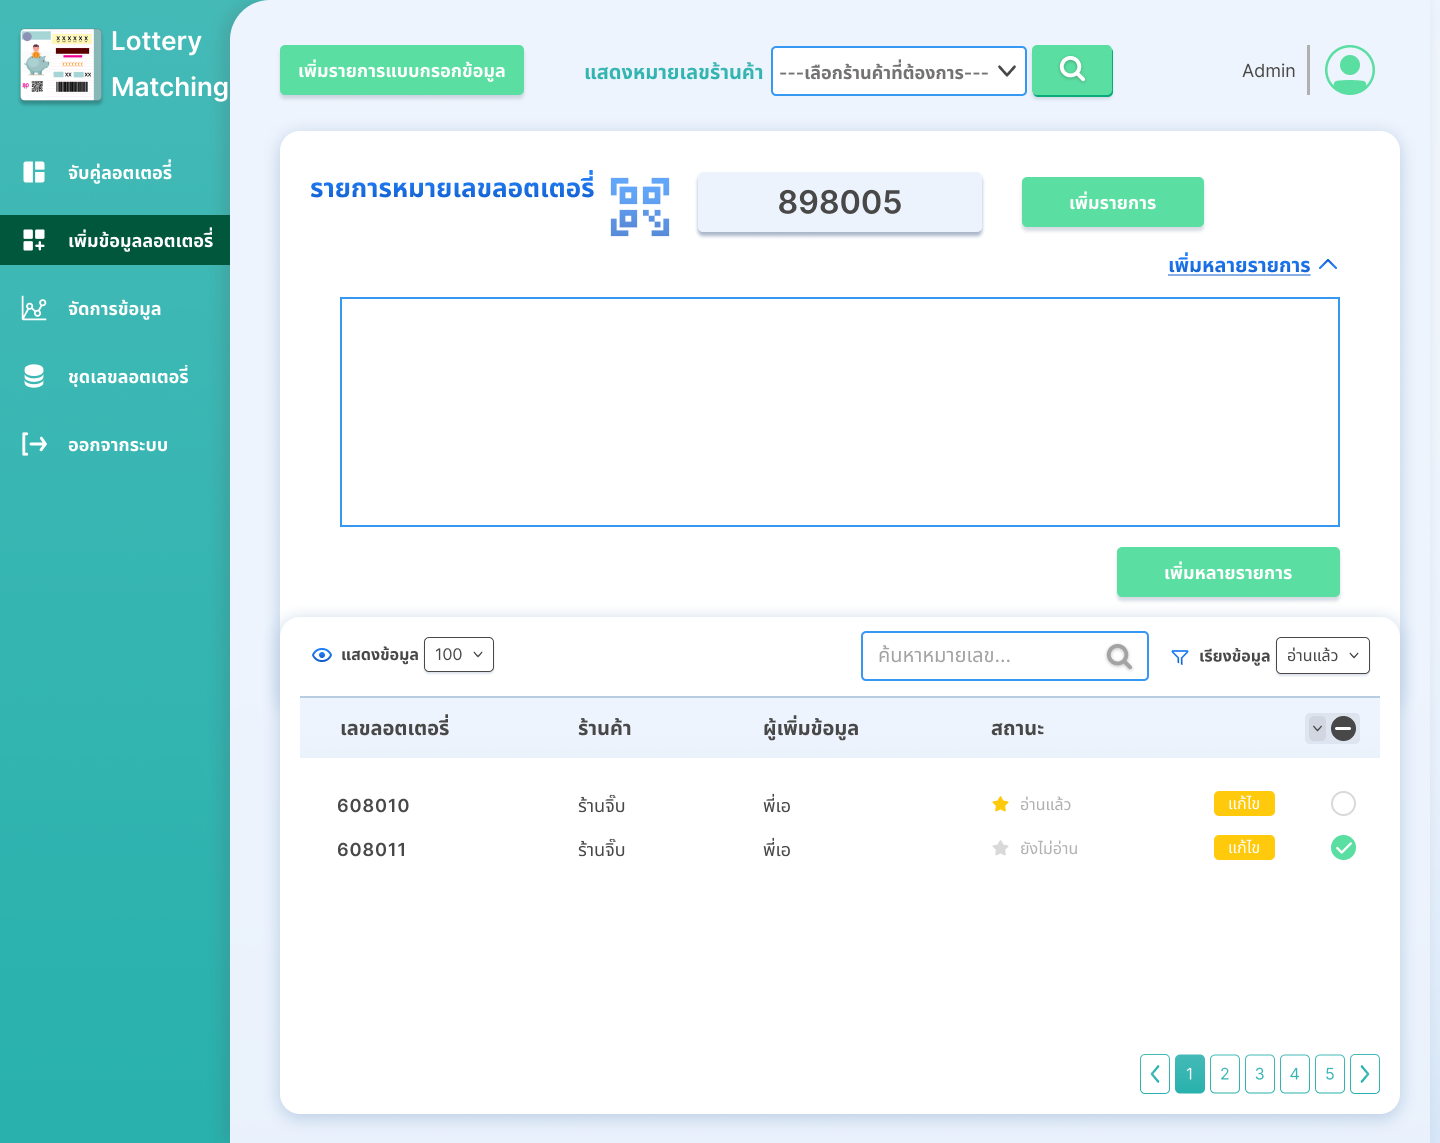 Lottery
Matching
จับคู่ลอตเตอรี่
เพิ่มข้อมูลลอตเตอรี่
จัดการข้อมูล
ชุดเลขลอตเตอรี่
ออกจากระบบ
เพิ่มรายการแบบกรอกข้อมูล
แสดงหมายเลขร้านค้า
---เลือกร้านค้าที่ต้องการ---
Admin
รายการหมายเลขลอตเตอรี่
898005
เพิ่มรายการ
เพิ่มหลายรายการ
เพิ่มหลายรายการ
แสดงข้อมูล 100
ค้นหาหมายเลข...
เรียงข้อมูล อ่านแล้ว
เลขลอตเตอรี่ ร้านค้า ผู้เพิ่มข้อมูล สถานะ
608010 ร้านจิ๊บ พี่เอ อ่านแล้ว แก้ไข
608011 ร้านจิ๊บ พี่เอ ยังไม่อ่าน แก้ไข
1 2 3 4 5